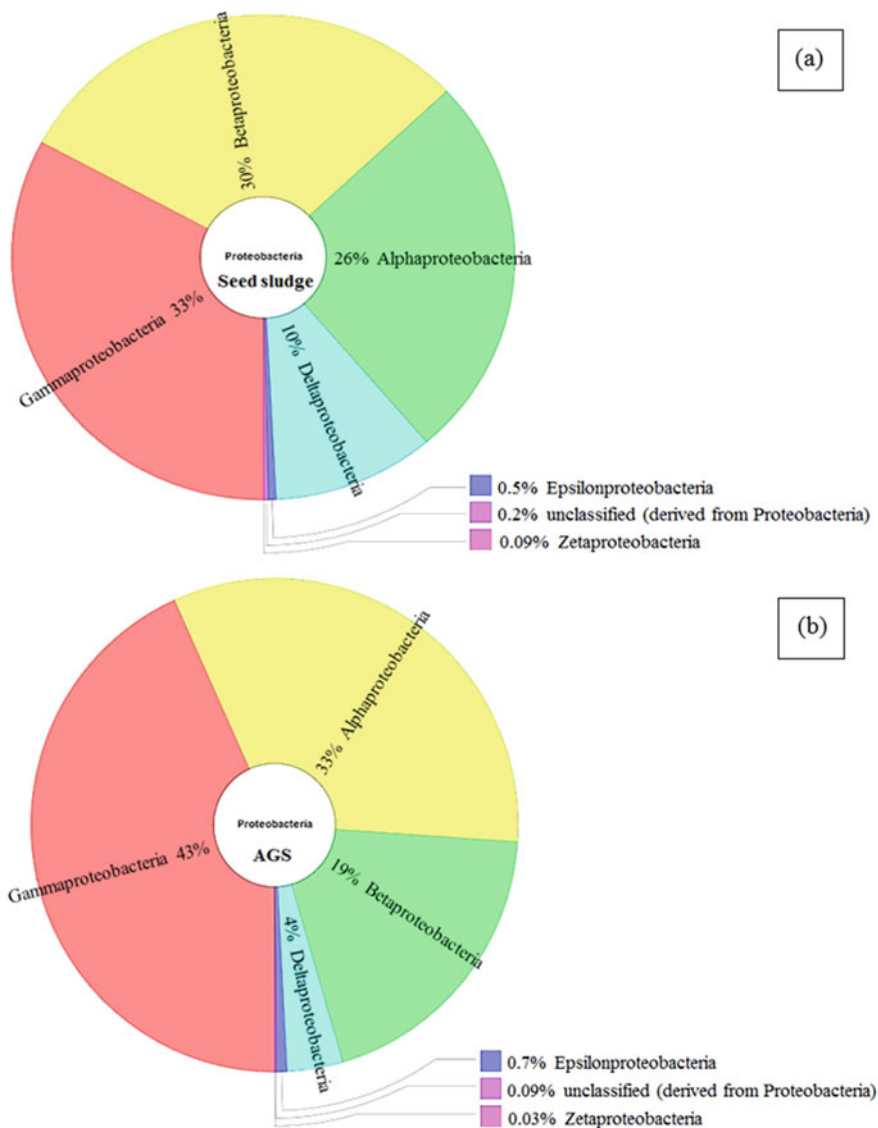 (a)
30% Betaproteobacteria
Proteobacteria
Seed sludge
26% Alphaproteobacteria
Gammaproteobacteria 33%
10% Deltaproteobacteria
0.5% Epsilonproteobacteria
0.2% unclassified (derived from Proteobacteria)
0.09% Zetaproteobacteria
(b)
33% Alphaproteobacteria
Proteobacteria
AGS
Gammaproteobacteria 43%
19% Betaproteobacteria
4% Deltaproteobacteria
0.7% Epsilonproteobacteria
0.09% unclassified (derived from Proteobacteria)
0.03% Zetaproteobacteria